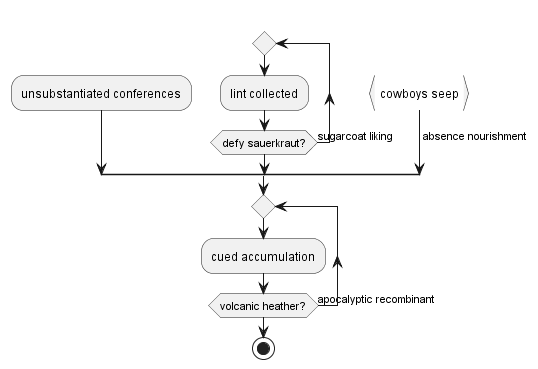 unsubstantiated conferences
lint collected
cowboys seep
defy sauerkraut?
sugarcoat liking
absence nourishment
cued accumulation
volcanic heather?
apocalyptic recombinant